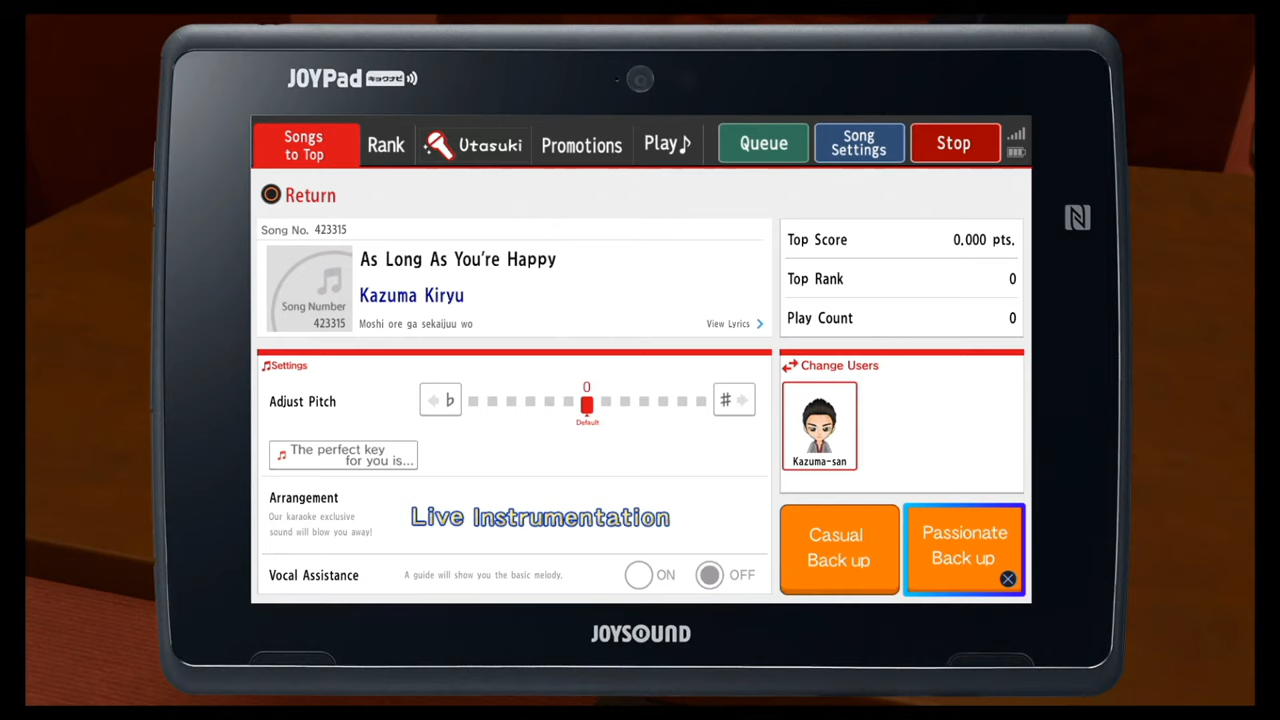 JOYPad キョクナビ
Songs
to Top
Rank
Utasuki
Promotions
Play♪
Queue
Song
Settings
Stop
Return
Song No. 423315
As Long As You're Happy
Kazuma Kiryu
Song Number
423315
Moshi ore ga sekaijuu wo
View Lyrics
Top Score 0.000 pts.
Top Rank 0
Play Count 0
Settings
Adjust Pitch
0
♭
♯
Default
The perfect key
for you is...
Arrangement
Our karaoke exclusive
sound will blow you away!
Live Instrumentation
Vocal Assistance
A guide will show you the basic melody.
ON
OFF
Change Users
Kazuma-san
Casual
Back up
Passionate
Back up
JOYSOUND